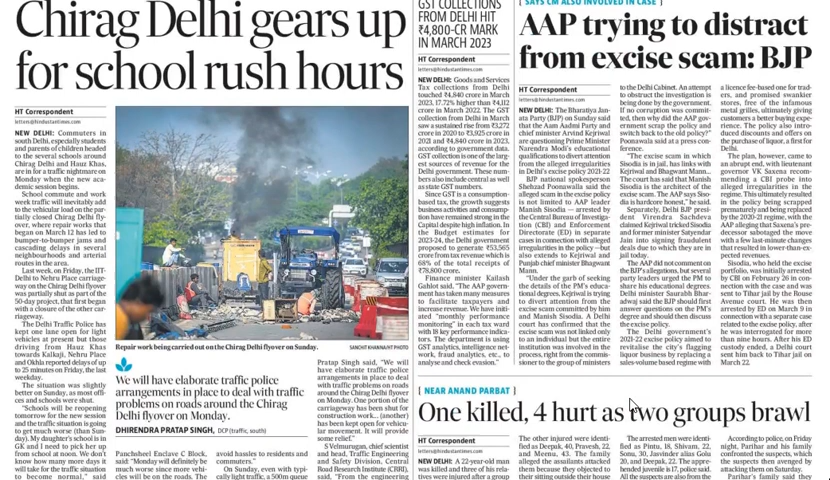 Chirag Delhi gears up
for school rush hours
HT Correspondent
letters@hindustantimes.com
NEW DELHI: Commuters in
south Delhi, especially students
and parents of children headed
to the several schools around
Chirag Delhi and Hauz Khas,
are in for a traffic nightmare on
Monday when the new aca-
demic session begins.
School commute and work
week traffic will inevitably add
to the vehicular load on the par-
tially closed Chirag Delhi fly-
over, where repair works that
began on March 12 has led to
bumper-to-bumper jams and
cascading delays in several
neighbourhoods and arterial
routes in the area.
Last week, on Friday, the IIT-
Delhi to Nehru Place carriage-
way on the Chirag Delhi flyover
was partially shut as part of the
50-day project, that first began
with a closure of the other car-
riageway.
The Delhi Traffic Police has
kept one lane open for light
vehicles at present but those
driving from Hauz Khas
towards Kalkaji, Nehru Place
and Okhla reported delays of up
to 25 minutes on Friday, the last
weekday.
The situation was slightly
better on Sunday, as most offi-
ces and schools were shut.
"Schools will be reopening
tomorrow for the new session
and the traffic situation is going
to get much worse (than Sun-
day). My daughter's school is in
GK and I need to pick her up
from school at noon. We don't
know how many more days it
will take for the traffic situation
to become normal," said
Repair work being carried out on the Chirag Delhi flyover on Sunday.
SANCHIT KHANNA/HT PHOTO
We will have elaborate traffic police
arrangements in place to deal with traffic
problems on roads around the Chirag
Delhi flyover on Monday.
DHIRENDRA PRATAP SINGH, DCP (traffic, south)
Panchsheel Enclave C Block,
said: "Monday will definitely be
much worse since more vehi-
cles will be on the roads. The
avoid hassles to residents and
commuters."
On Sunday, even with typi-
cally light traffic, a 500m queue
Pratap Singh said, "We will
have elaborate traffic police
arrangements in place to deal
with traffic problems on roads
around the Chirag Delhi flyover
on Monday. One portion of the
carriageway has been shut for
construction work... (another)
has been kept open for vehicu-
lar movement. It will provide
some relief."
S Velmurugan, chief scientist
and head, Traffic Engineering
and Safety Division, Central
Road Research Institute (CRRI),
said, "From the engineering
GST COLLECTIONS
FROM DELHI HIT
₹4,800-CR MARK
IN MARCH 2023
HT Correspondent
letters@hindustantimes.com
NEW DELHI: Goods and Services
Tax collections from Delhi
touched ₹4,840 crore in March
2023, 17.72% higher than ₹4,112
crore in March 2022. The GST
collection from Delhi in March
saw a sustained rise from ₹3,272
crore in 2020 to ₹3,925 crore in
2021 and ₹4,840 crore in 2023,
according to government data.
GST collection is one of the larg-
est sources of revenue for the
Delhi government. These num-
bers also include central as well
as state GST numbers.
Since GST is a consumption-
based tax, the growth suggests
business activities and consump-
tion have remained strong in the
Capital despite high inflation. In
the Budget estimates for
2023-24, the Delhi government
proposed to generate ₹53,565
crore from tax revenue which is
68% of the total receipts of
₹78,800 crore.
Finance minister Kailash
Gahlot said, "The AAP govern-
ment has taken many measures
to facilitate taxpayers and
increase revenue. We have initi-
ated "monthly performance
monitoring" in each tax ward
with 18 key performance indica-
tors. The department is using
GST analytics, intelligence net-
work, fraud analytics, etc., to
analyse and check evasion."
[ SAYS CM ALSO INVOLVED IN CASE ]
AAP trying to distract
from excise scam: BJP
HT Correspondent
letters@hindustantimes.com
NEW DELHI: The Bharatiya Jan-
ata Party (BJP) on Sunday said
that the Aam Aadmi Party and
chief minister Arvind Kejriwal
are questioning Prime Minister
Narendra Modi's educational
qualifications to divert attention
from the alleged irregularities
in Delhi's excise policy 2021-22
BJP national spokesperson
Shehzad Poonawalla said the
alleged scam in the excise policy
is not limited to AAP leader
Manish Sisodia — arrested by
the Central Bureau of Investiga-
tion (CBI) and Enforcement
Directorate (ED) in separate
cases in connection with alleged
irregularities in the policy —but
also extends to Kejriwal and
Punjab chief minister Bhagwant
Mann.
"Under the garb of seeking
the details of the PM's educa-
tional degrees, Kejriwal is trying
to divert attention from the
excise scam committed by him
and Manish Sisodia. A Delhi
court has confirmed that the
excise scam was not linked only
to an individual but the entire
institution was involved in the
process, right from the commis-
sioner to the group of ministers
to the Delhi Cabinet. An attempt
to obstruct the investigation is
being done by the government.
If no corruption was commit-
ted, then why did the AAP gov-
ernment scrap the policy and
switch back to the old policy?"
Poonawalla said at a press con-
ference.
"The excise scam in which
Sisodia is in jail, has links with
Kejriwal and Bhagwant Mann...
The court has said that Manish
Sisodia is the architect of the
excise scam. The AAP says Siso-
dia is hardcore honest," he said.
Separately, Delhi BJP presi-
dent Virendra Sachdeva
claimed Kejriwal tricked Sisodia
and former minister Satyendar
Jain into signing fraudulent
deals due to which they are in
jail today.
The AAP did not comment on
the BJP's allegations, but several
party leaders urged the PM to
share his educational degrees.
Delhi minister Saurabh Bhar-
adwaj said the BJP should first
answer questions on the PM's
degree and should then discuss
the excise policy.
The Delhi government's
2021-22 excise policy aimed to
revitalise the city's flagging
liquor business by replacing a
sales-volume-based regime with
a licence fee-based one for trad-
ers, and promised swankier
stores, free of the infamous
metal grilles, ultimately giving
customers a better buying expe-
rience. The policy also intro-
duced discounts and offers on
the purchase of liquor, a first for
Delhi.
The plan, however, came to
an abrupt end, with lieutenant
governor VK Saxena recom-
mending a CBI probe into
alleged irregularities in the
regime. This ultimately resulted
in the policy being scrapped
prematurely and being replaced
by the 2020-21 regime, with the
AAP alleging that Saxena's pre-
decessor sabotaged the move
with a few last-minute changes
that resulted in lower-than-ex-
pected revenues.
Sisodia, who held the excise
portfolio, was initially arrested
by CBI on February 26 in con-
nection with the case and was
sent to Tihar jail by the Rouse
Avenue court. He was then
arrested by ED on March 9 in
connection with a separate case
related to the excise policy, after
he was interrogated for more
than nine hours. After his ED
custody ended, a Delhi court
sent him back to Tihar jail on
March 22.
[ NEAR ANAND PARBAT ]
One killed, 4 hurt as two groups brawl
HT Correspondent
letters@hindustantimes.com
NEW DELHI: A 22-year-old man
was killed and three of his rela-
tives were injured after a group
The other injured were identi-
fied as Deepak, 40, Pravesh, 22,
and Meenu, 43. The family
alleged the assailants attacked
them because they objected to
their sitting outside their house
The arrested men were identi-
fied as Pintu, 18, Shivam, 22,
Sonu, 30, Javinder alias Golu
20, and Deepak, 22. The appre-
hended juvenile is 17, police said.
All the suspects are also from the
According to police, on Friday
night, Parihar and his family
confronted the suspects, which
the suspects then avenged by
attacking them on Saturday.
Parihar's family said they